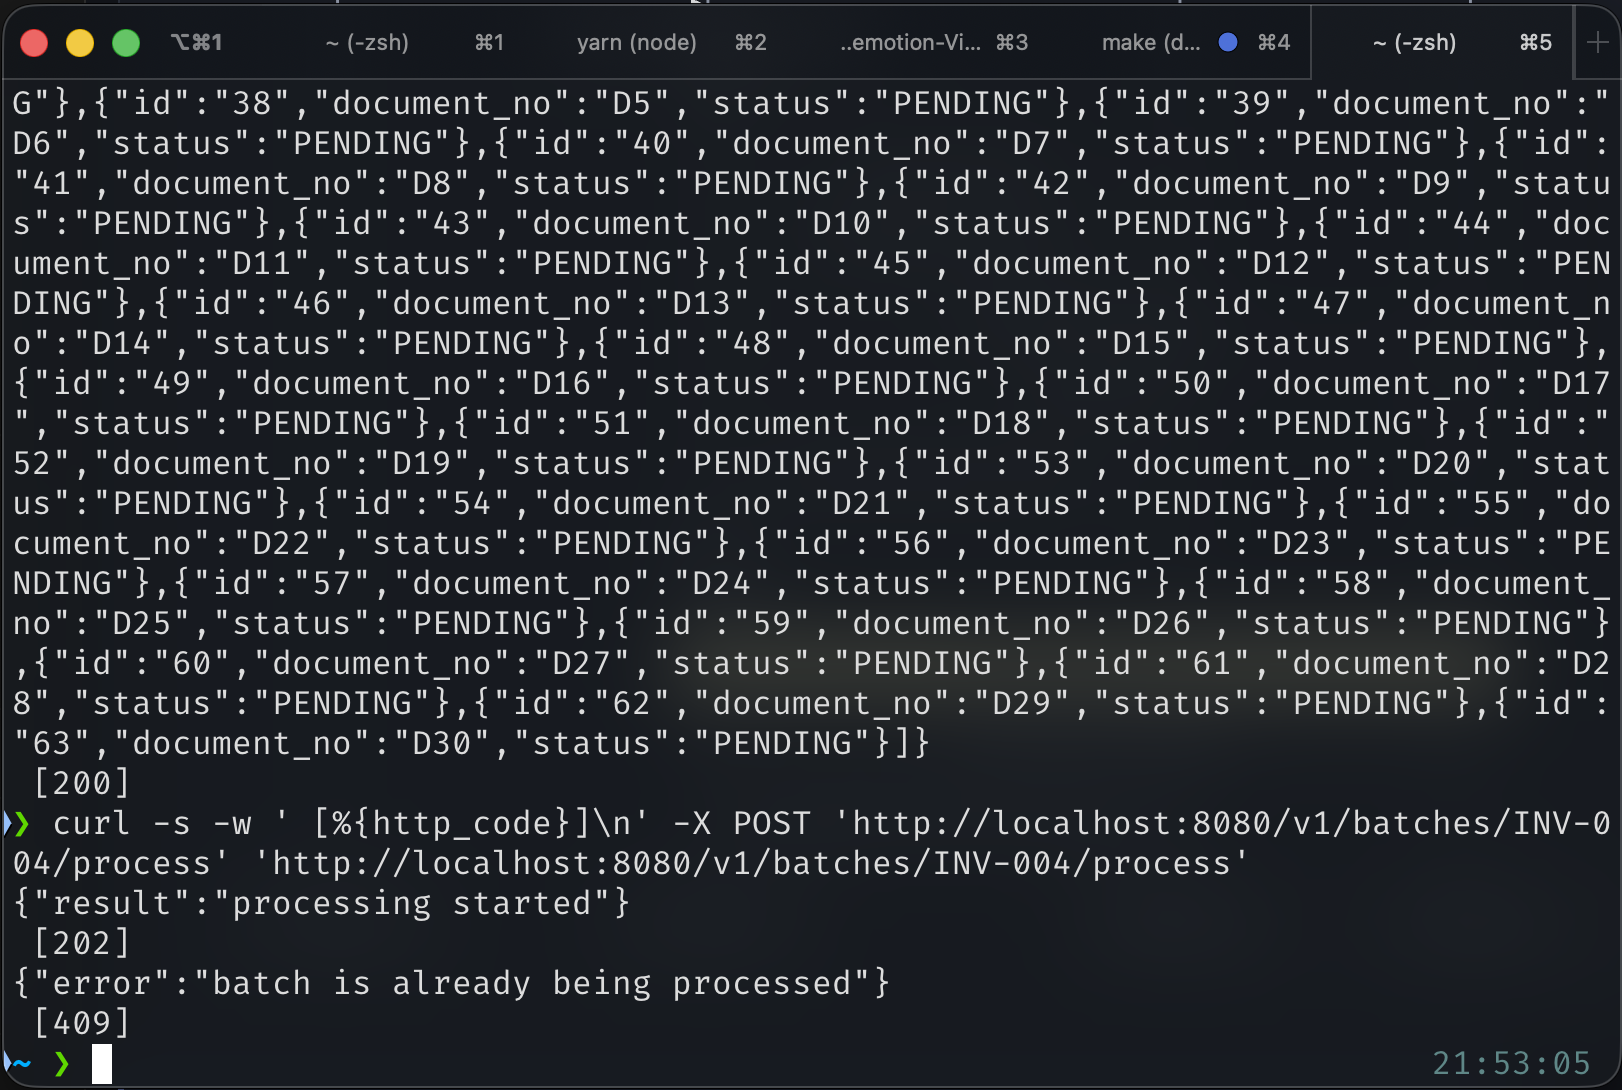 ⌥⌘1 ~ (-zsh) ⌘1 yarn (node) ⌘2 ..emotion-Vi... ⌘3 make (d... ⌘4 ~ (-zsh) ⌘5 +
G"},{"id":"38","document_no":"D5","status":"PENDING"},{"id":"39","document_no":"
D6","status":"PENDING"},{"id":"40","document_no":"D7","status":"PENDING"},{"id":
"41","document_no":"D8","status":"PENDING"},{"id":"42","document_no":"D9","statu
s":"PENDING"},{"id":"43","document_no":"D10","status":"PENDING"},{"id":"44","doc
ument_no":"D11","status":"PENDING"},{"id":"45","document_no":"D12","status":"PEN
DING"},{"id":"46","document_no":"D13","status":"PENDING"},{"id":"47","document_n
o":"D14","status":"PENDING"},{"id":"48","document_no":"D15","status":"PENDING"},
{"id":"49","document_no":"D16","status":"PENDING"},{"id":"50","document_no":"D17
","status":"PENDING"},{"id":"51","document_no":"D18","status":"PENDING"},{"id":"
52","document_no":"D19","status":"PENDING"},{"id":"53","document_no":"D20","stat
us":"PENDING"},{"id":"54","document_no":"D21","status":"PENDING"},{"id":"55","do
cument_no":"D22","status":"PENDING"},{"id":"56","document_no":"D23","status":"PE
NDING"},{"id":"57","document_no":"D24","status":"PENDING"},{"id":"58","document_
no":"D25","status":"PENDING"},{"id":"59","document_no":"D26","status":"PENDING"}
,{"id":"60","document_no":"D27","status":"PENDING"},{"id":"61","document_no":"D2
8","status":"PENDING"},{"id":"62","document_no":"D29","status":"PENDING"},{"id":
"63","document_no":"D30","status":"PENDING"}]}
 [200]
❯ curl -s -w ' [%{http_code}]\n' -X POST 'http://localhost:8080/v1/batches/INV-0
04/process' 'http://localhost:8080/v1/batches/INV-004/process'
{"result":"processing started"}
 [202]
{"error":"batch is already being processed"}
 [409]
~ ❯ 21:53:05